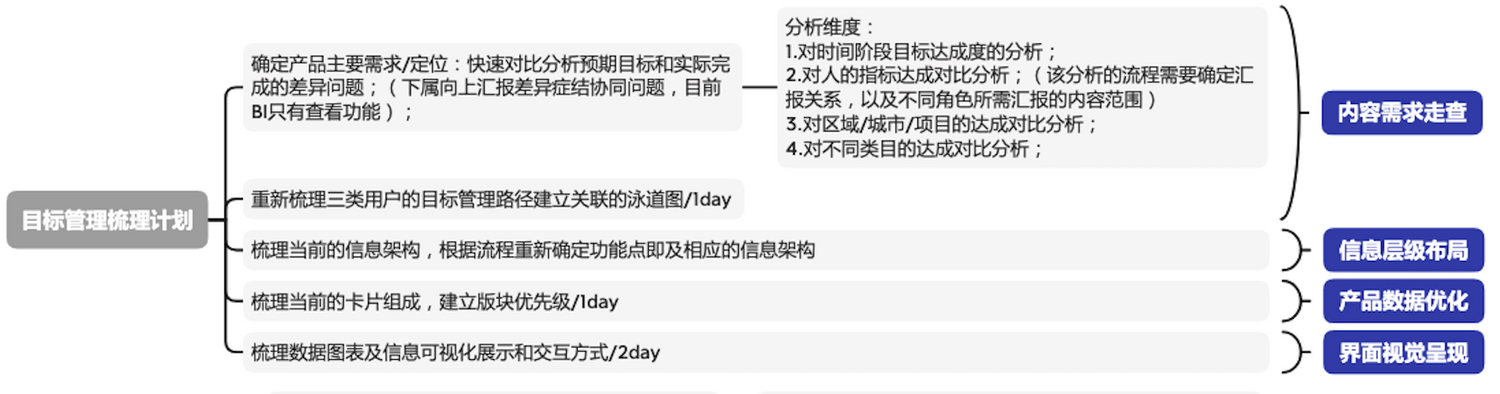 目标管理梳理计划
确定产品主要需求/定位：快速对比分析预期目标和实际完
成的差异问题；（下属向上汇报差异症结协同问题，目前
BI只有查看功能）；
分析维度：
1.对时间阶段目标达成度的分析；
2.对人的指标达成对比分析；（该分析的流程需要确定汇
报关系，以及不同角色所需汇报的内容范围）
3.对区域/城市/项目的达成对比分析；
4.对不同类目的达成对比分析；
重新梳理三类用户的目标管理路径建立关联的泳道图/1day
内容需求走查
梳理当前的信息架构，根据流程重新确定功能点即及相应的信息架构
信息层级布局
梳理当前的卡片组成，建立版块优先级/1day
产品数据优化
梳理数据图表及信息可视化展示和交互方式/2day
界面视觉呈现